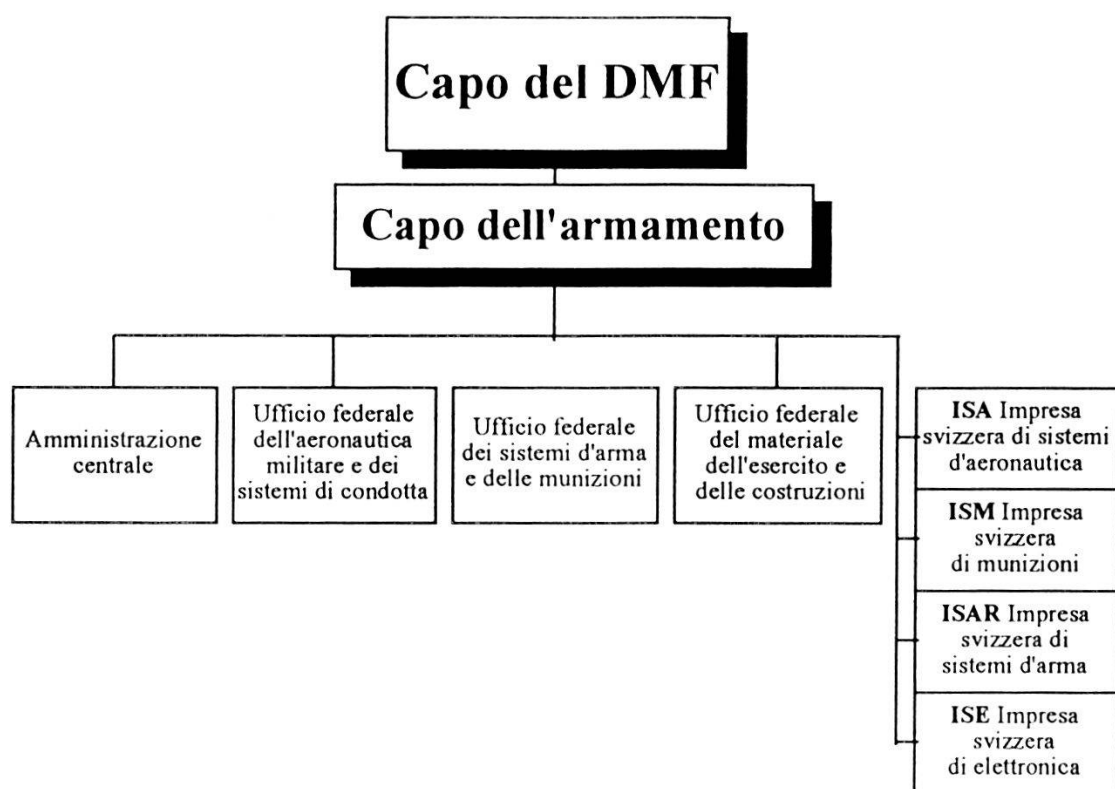 Capo del DMF
Capo dell'armamento
Amministrazione
centrale
Ufficio federale
dell'aeronautica
militare e dei
sistemi di condotta
Ufficio federale
dei sistemi d'arma
e delle munizioni
Ufficio federale
del materiale
dell'esercito e
delle costruzioni
ISA Impresa
svizzera di sistemi
d'aeronautica
ISM Impresa
svizzera
di munizioni
ISAR Impresa
svizzera di
sistemi d'arma
ISE Impresa
svizzera
di elettronica